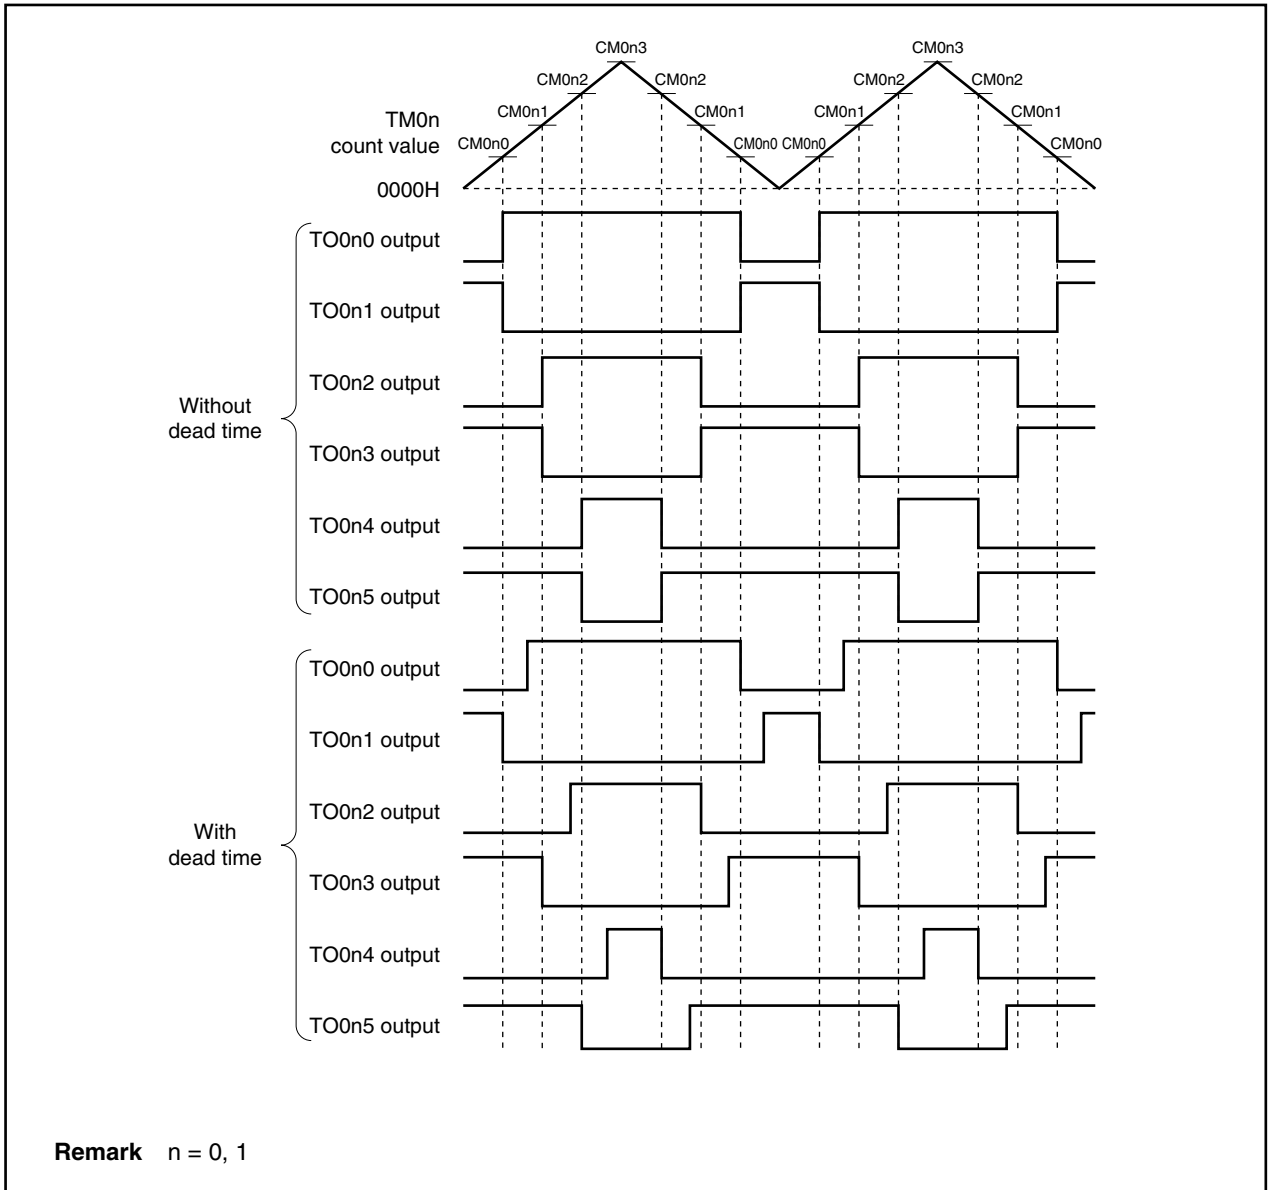 CM0n3 CM0n3
CM0n2 CM0n2 CM0n2 CM0n2
CM0n1 CM0n1 CM0n1 CM0n1
TM0n
count value
CM0n0 CM0n0 CM0n0 CM0n0
0000H
Without
dead time
TO0n0 output
TO0n1 output
TO0n2 output
TO0n3 output
TO0n4 output
TO0n5 output
With
dead time
TO0n0 output
TO0n1 output
TO0n2 output
TO0n3 output
TO0n4 output
TO0n5 output
Remark n = 0, 1